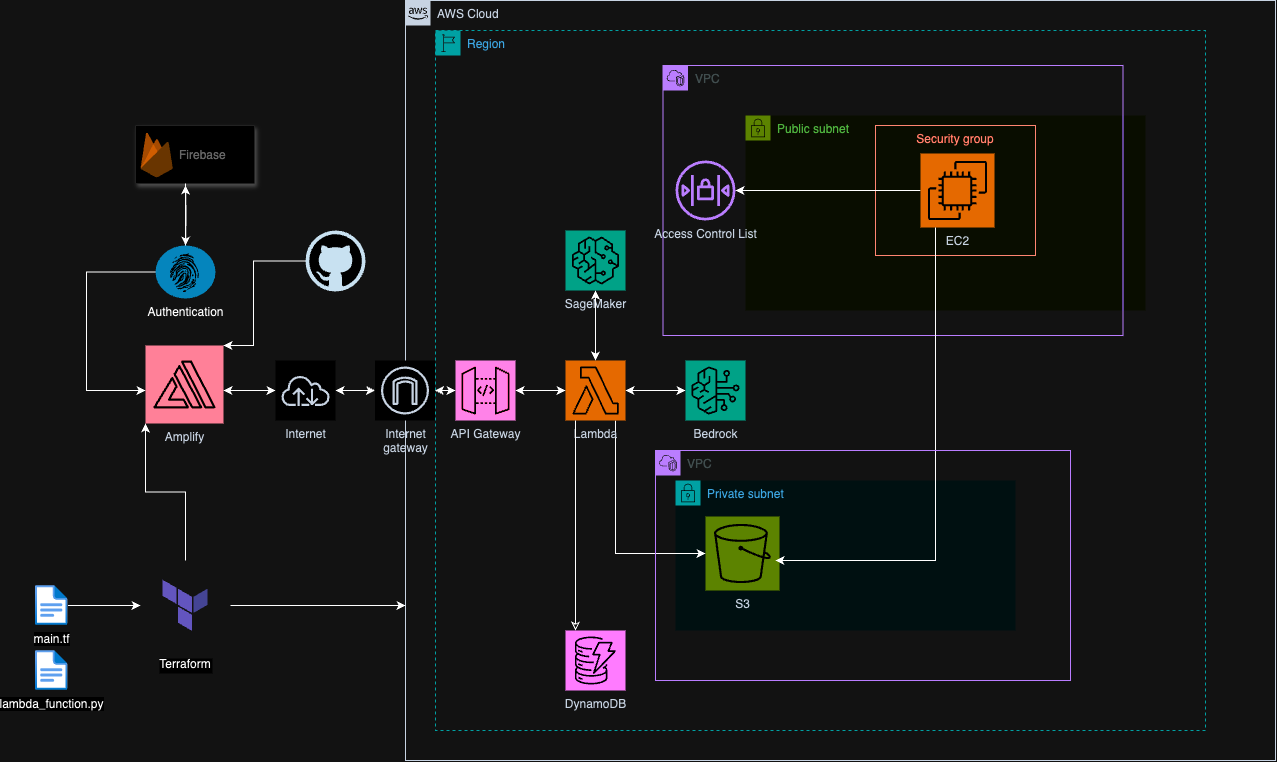 aws
AWS Cloud
Region
VPC
Public subnet
Security group
Firebase
EC2
Access Control List
SageMaker
Authentication
</>
Amplify
Internet
Internet
gateway
API Gateway
Lambda
Bedrock
VPC
Private subnet
S3
main.tf
Terraform
lambda_function.py
DynamoDB